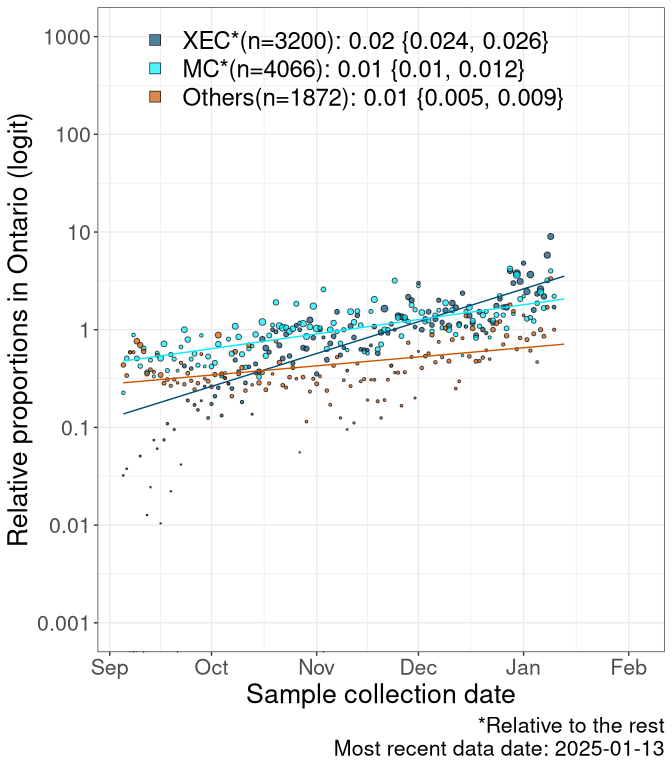 XEC*(n=3200): 0.02 {0.024, 0.026}
MC*(n=4066): 0.01 {0.01, 0.012}
Others(n=1872): 0.01 {0.005, 0.009}
1000
100
10
1
0.1
0.01
0.001
Relative proportions in Ontario (logit)
Sep Oct Nov Dec Jan Feb
Sample collection date
*Relative to the rest
Most recent data date: 2025-01-13